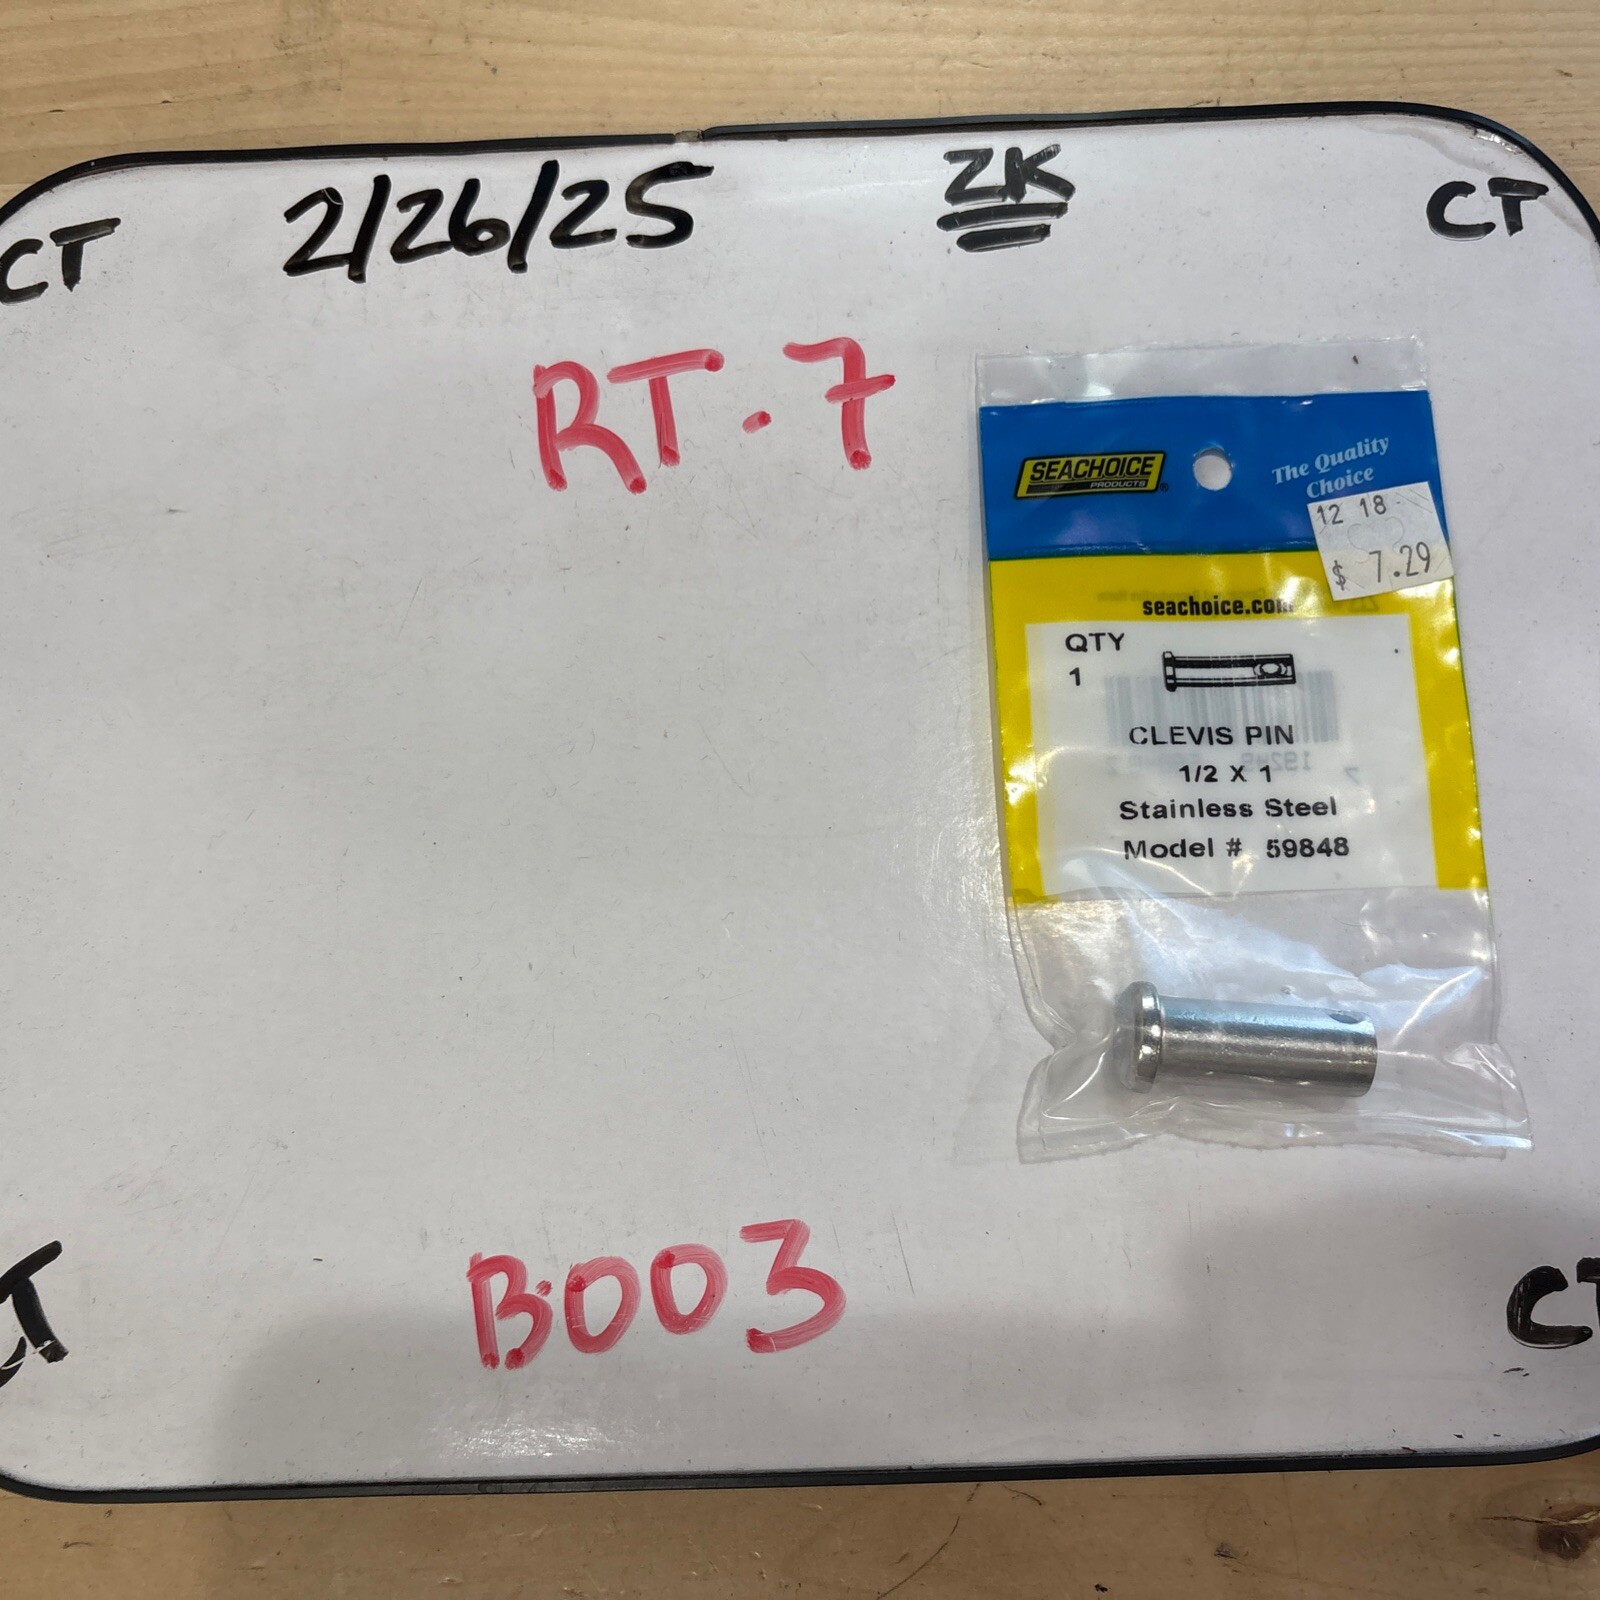 CT
2/26/25
ZK
CT
RT-7
SEACHOICE
PRODUCTS
®
The Quality
Choice
12 18
$ 7.29
seachoice.com
QTY
1
CLEVIS PIN
1/2 X 1
Stainless Steel
Model # 59848
B003
CT
CT